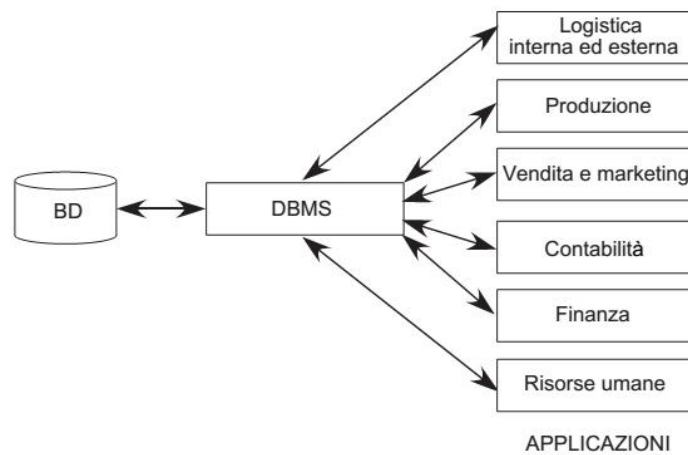 Logistica
interna ed esterna
Produzione
Vendita e marketing
BD
DBMS
Contabilità
Finanza
Risorse umane
APPLICAZIONI